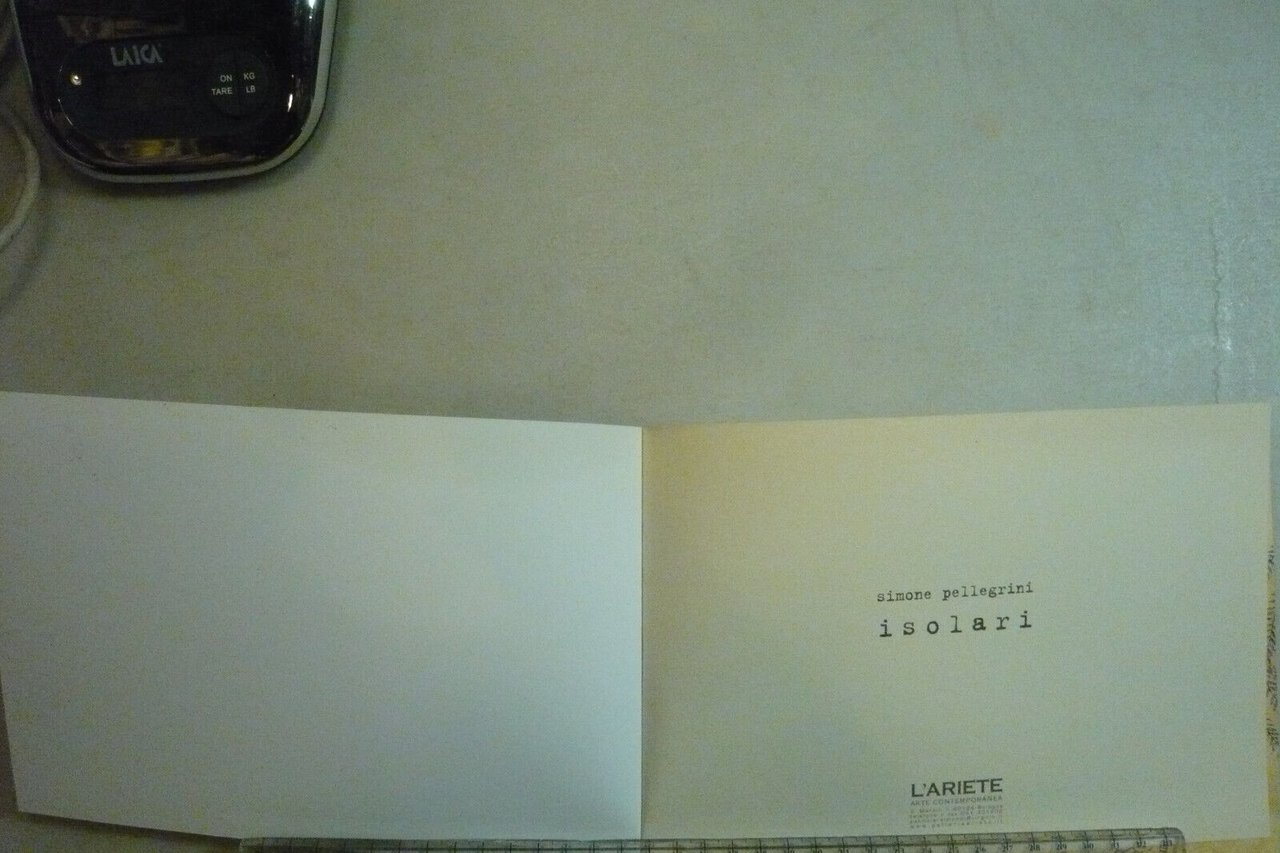 LAICA
ON KG
TARE LB
simone pellegrini
isolari
L'ARIETE
ARTE CONTEMPORANEA